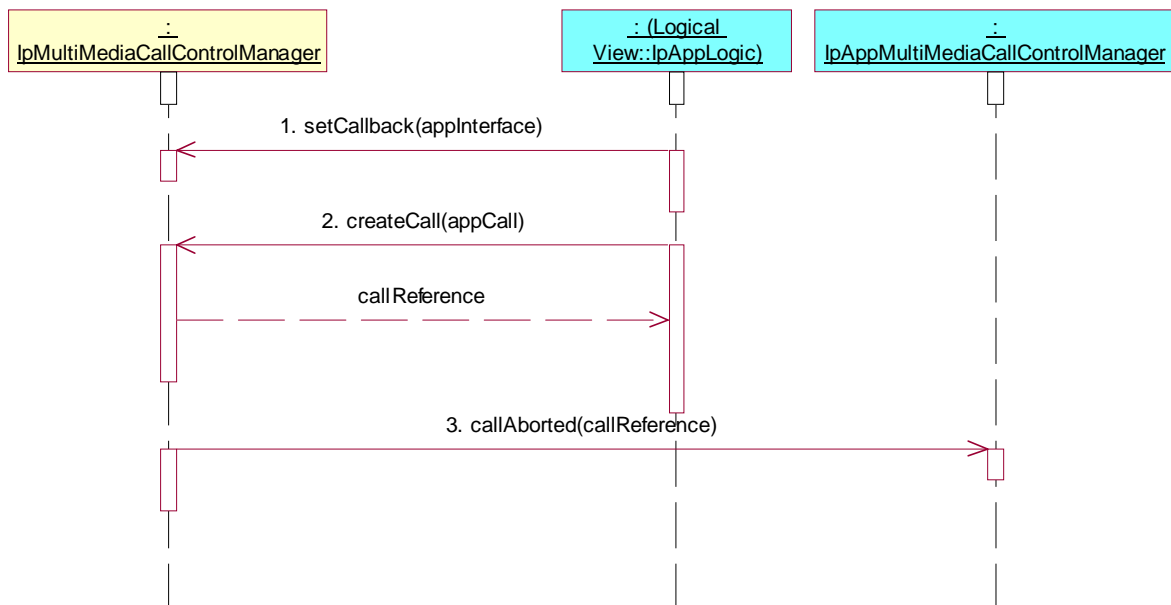 :
IpMultiMediaCallControlManager
: (Logical
View::IpAppLogic)
:
IpAppMultiMediaCallControlManager
1. setCallback(appInterface)
2. createCall(appCall)
callReference
3. callAborted(callReference)